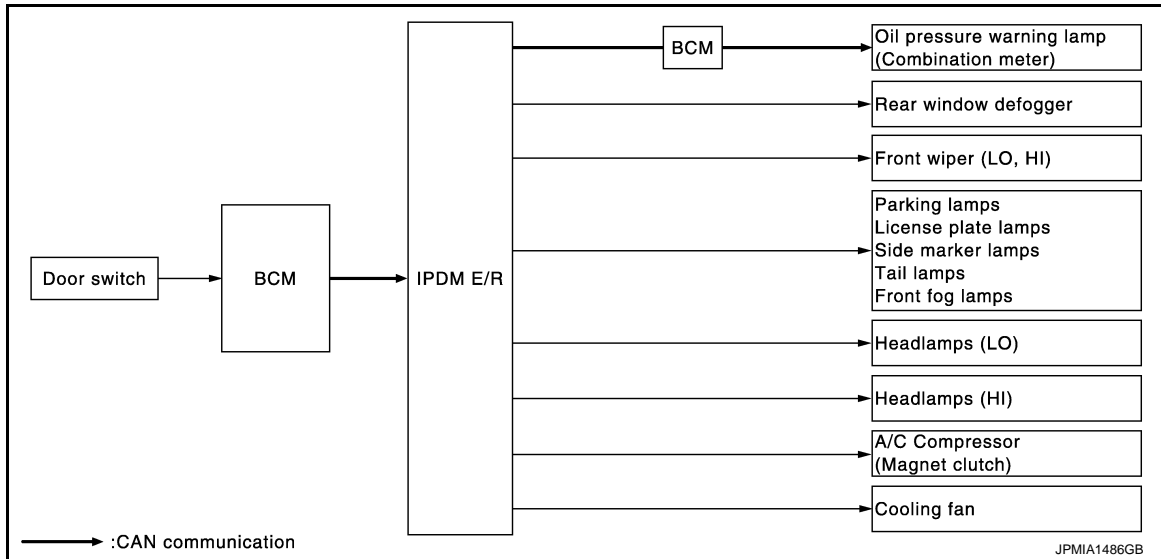 Door switch
BCM
IPDM E/R
BCM
Oil pressure warning lamp
(Combination meter)
Rear window defogger
Front wiper (LO, HI)
Parking lamps
License plate lamps
Side marker lamps
Tail lamps
Front fog lamps
Headlamps (LO)
Headlamps (HI)
A/C Compressor
(Magnet clutch)
Cooling fan
:CAN communication
JPMIA1486GB